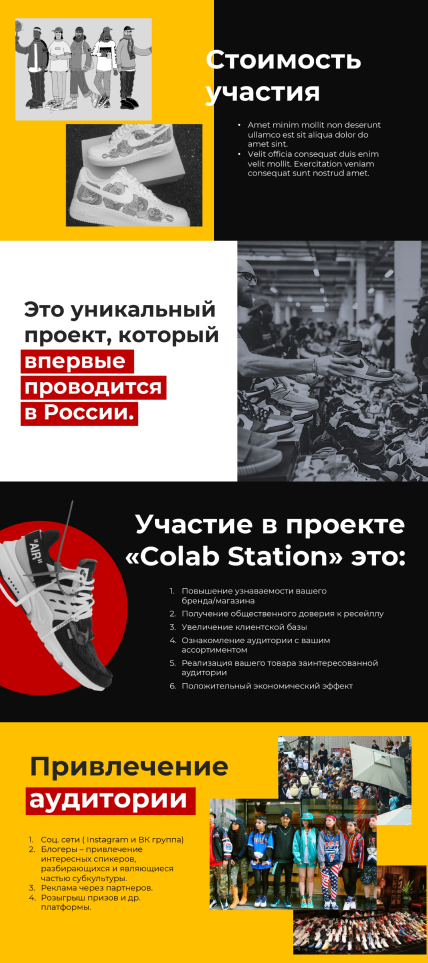 Стоимость
участия
• Amet minim mollit non deserunt
ullamco est sit aliqua dolor do
amet sint.
• Velit officia consequat duis enim
velit mollit. Exercitation veniam
consequat sunt nostrud amet.
Это уникальный
проект, который
впервые
проводится
в России.
"AIR"
Участие в проекте
«Colab Station» это:
1. Повышение узнаваемости вашего
бренда/магазина
2. Получение общественного доверия к ресейллу
3. Увеличение клиентской базы
4. Ознакомление аудитории с вашим
ассортиментом
5. Реализация вашего товара заинтересованной
аудитории
6. Положительный экономический эффект
Привлечение
аудитории
1. Соц. сети ( Instagram и ВК группа)
2. Блогеры – привлечение
интересных спикеров,
разбирающихся и являющиеся
частью субкультуры.
3. Реклама через партнеров.
4. Розыгрыш призов и др.
платформы.